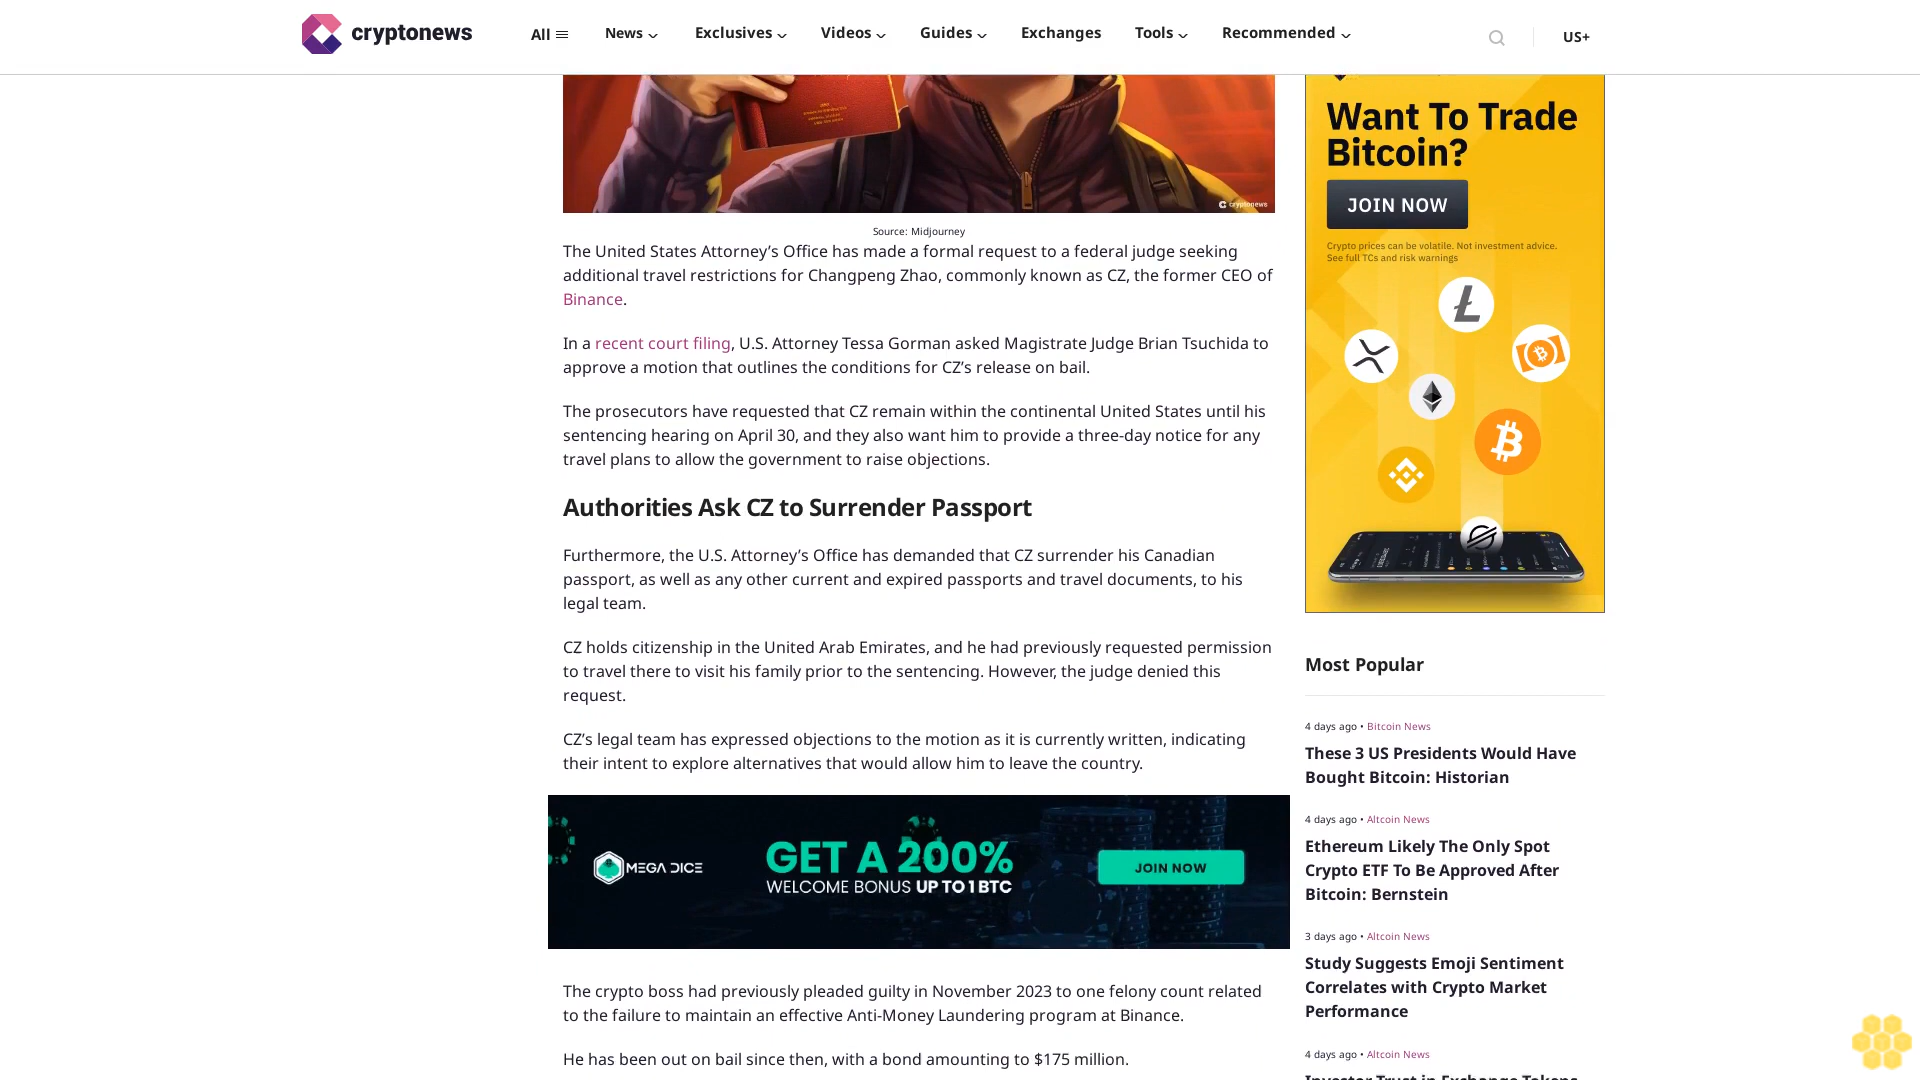 cryptonews
All
News
Exclusives
Videos
Guides
Exchanges
Tools
Recommended
US+
cryptonews
Source: Midjourney
The United States Attorney’s Office has made a formal request to a federal judge seeking
additional travel restrictions for Changpeng Zhao, commonly known as CZ, the former CEO of
Binance.
In a recent court filing, U.S. Attorney Tessa Gorman asked Magistrate Judge Brian Tsuchida to
approve a motion that outlines the conditions for CZ’s release on bail.
The prosecutors have requested that CZ remain within the continental United States until his
sentencing hearing on April 30, and they also want him to provide a three-day notice for any
travel plans to allow the government to raise objections.
Authorities Ask CZ to Surrender Passport
Furthermore, the U.S. Attorney’s Office has demanded that CZ surrender his Canadian
passport, as well as any other current and expired passports and travel documents, to his
legal team.
CZ holds citizenship in the United Arab Emirates, and he had previously requested permission
to travel there to visit his family prior to the sentencing. However, the judge denied this
request.
CZ’s legal team has expressed objections to the motion as it is currently written, indicating
their intent to explore alternatives that would allow him to leave the country.
MEGA DICE
GET A 200%
WELCOME BONUS UP TO 1 BTC
JOIN NOW
The crypto boss had previously pleaded guilty in November 2023 to one felony count related
to the failure to maintain an effective Anti-Money Laundering program at Binance.
He has been out on bail since then, with a bond amounting to $175 million.
Want To Trade
Bitcoin?
JOIN NOW
Crypto prices can be volatile. Not investment advice.
See full TCs and risk warnings
Most Popular
4 days ago • Bitcoin News
These 3 US Presidents Would Have
Bought Bitcoin: Historian
4 days ago • Altcoin News
Ethereum Likely The Only Spot
Crypto ETF To Be Approved After
Bitcoin: Bernstein
3 days ago • Altcoin News
Study Suggests Emoji Sentiment
Correlates with Crypto Market
Performance
4 days ago • Altcoin News
Investor Trust in Exchange Tokens